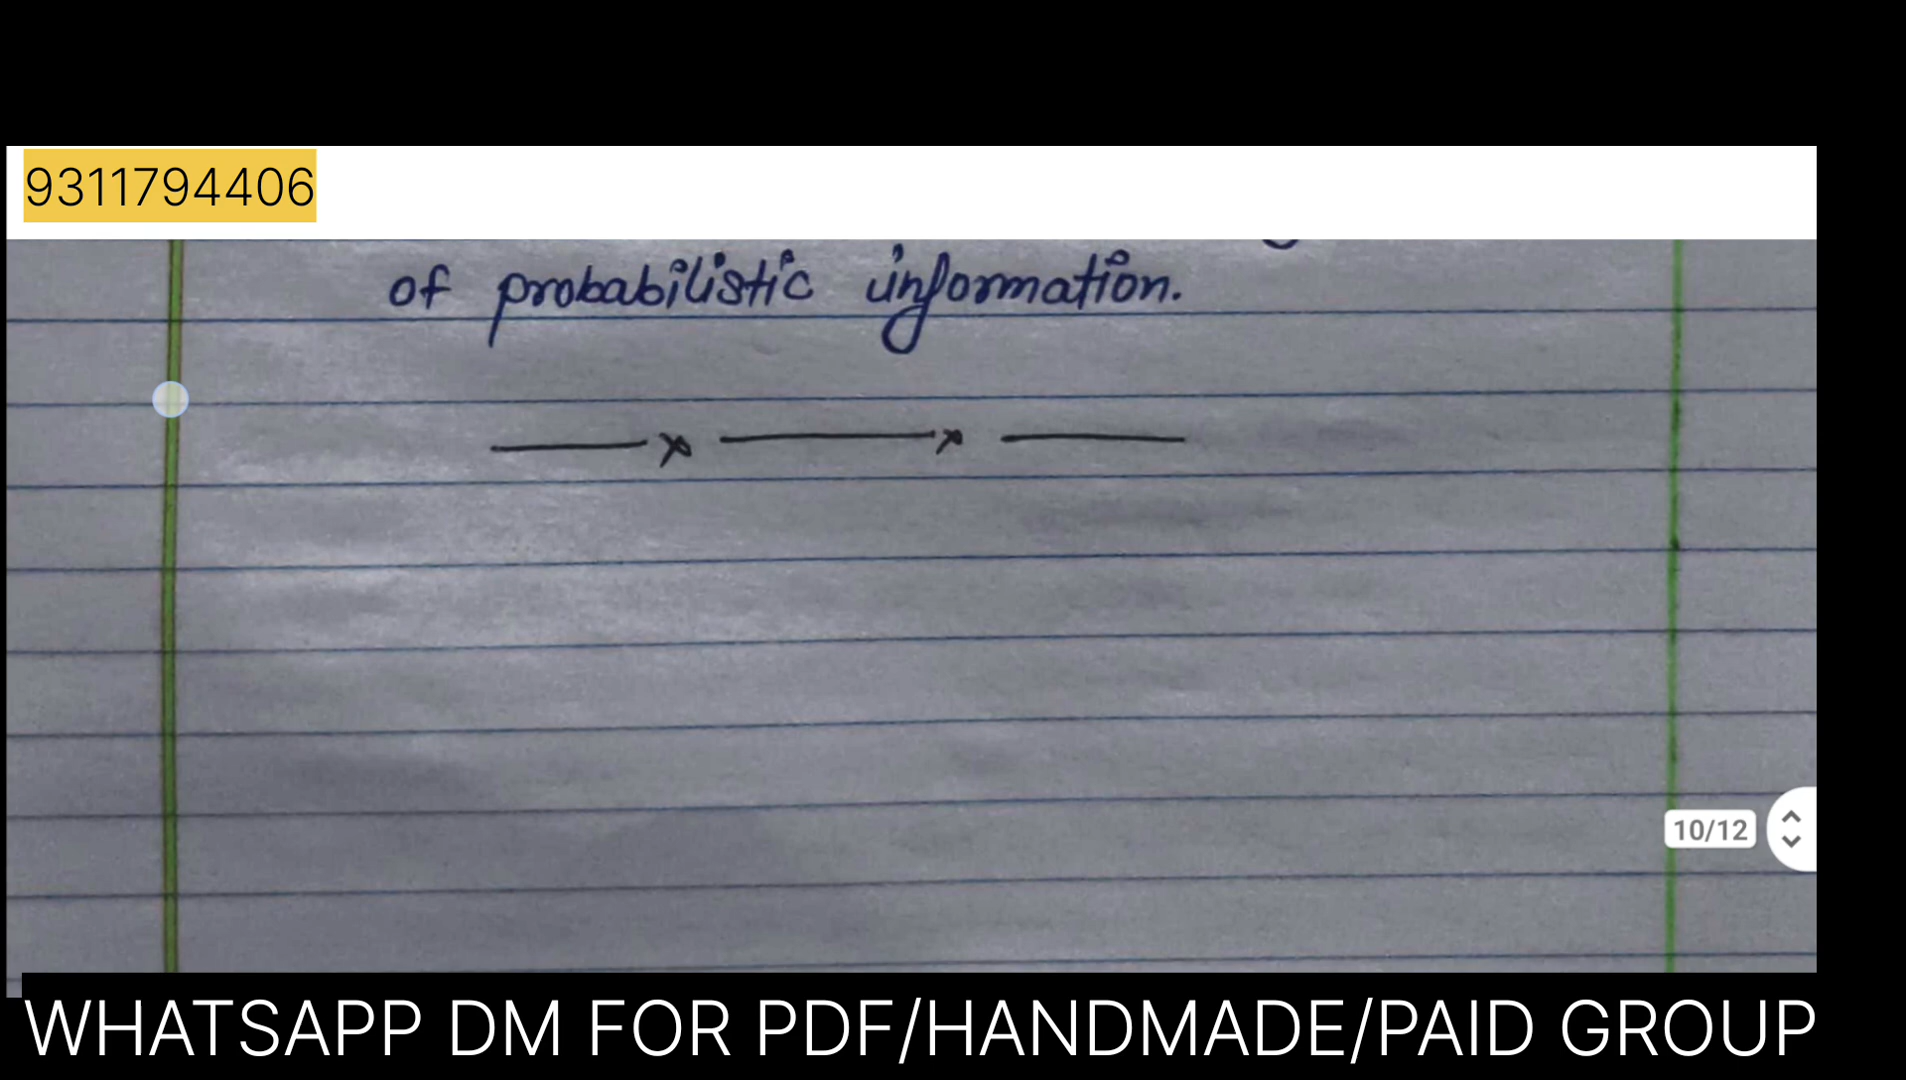 9311794406
of probabilistic information.
10/12
WHATSAPP DM FOR PDF/HANDMADE/PAID GROUP